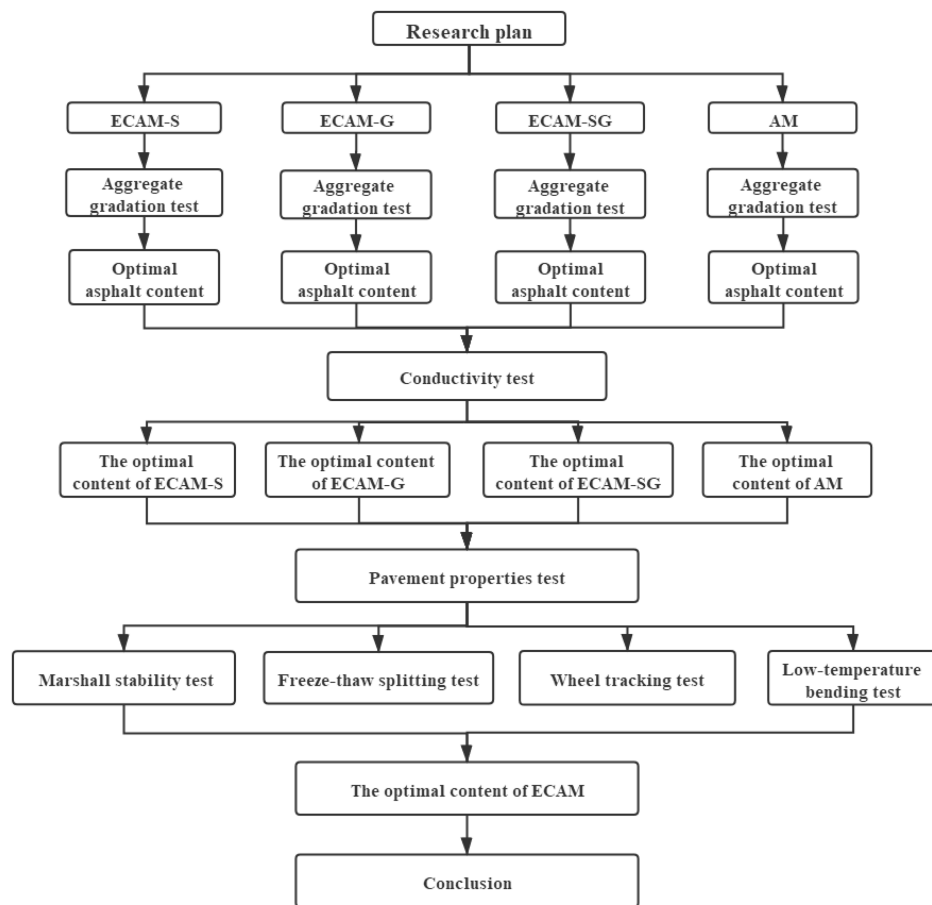 Research plan
ECAM-S
ECAM-G
ECAM-SG
AM
Aggregate
gradation test
Aggregate
gradation test
Aggregate
gradation test
Aggregate
gradation test
Optimal
asphalt content
Optimal
asphalt content
Optimal
asphalt content
Optimal
asphalt content
Conductivity test
The optimal
content of ECAM-S
The optimal content
of ECAM-G
The optimal
content of ECAM-SG
The optimal
content of AM
Pavement properties test
Marshall stability test
Freeze-thaw splitting test
Wheel tracking test
Low-temperature
bending test
The optimal content of ECAM
Conclusion